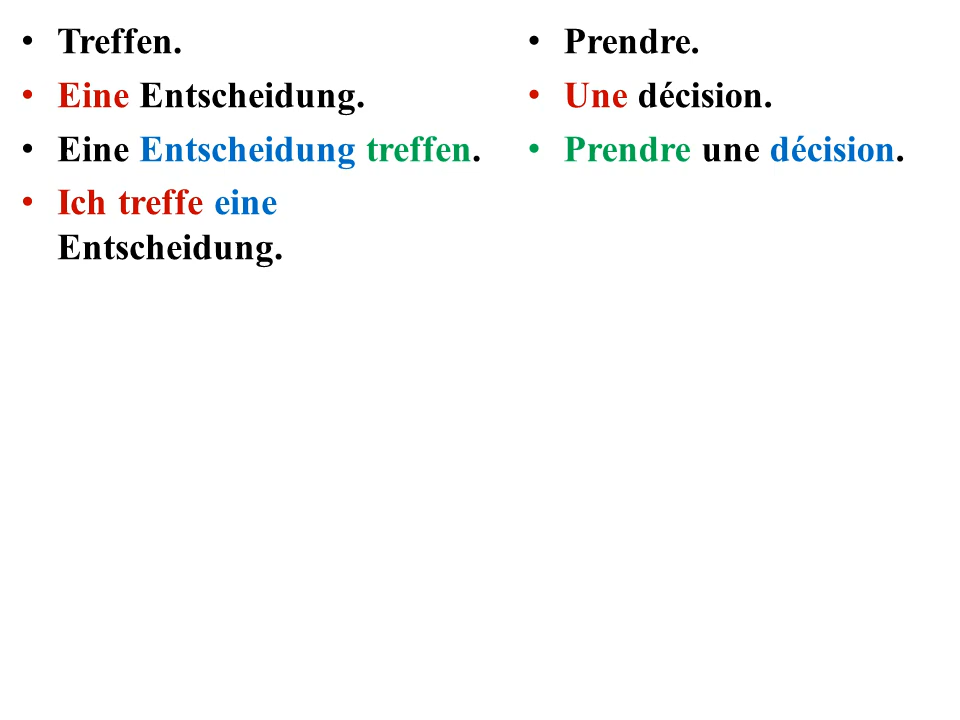 • Treffen.
• Eine Entscheidung.
• Eine Entscheidung treffen.
• Ich treffe eine
Entscheidung.
• Prendre.
• Une décision.
• Prendre une décision.